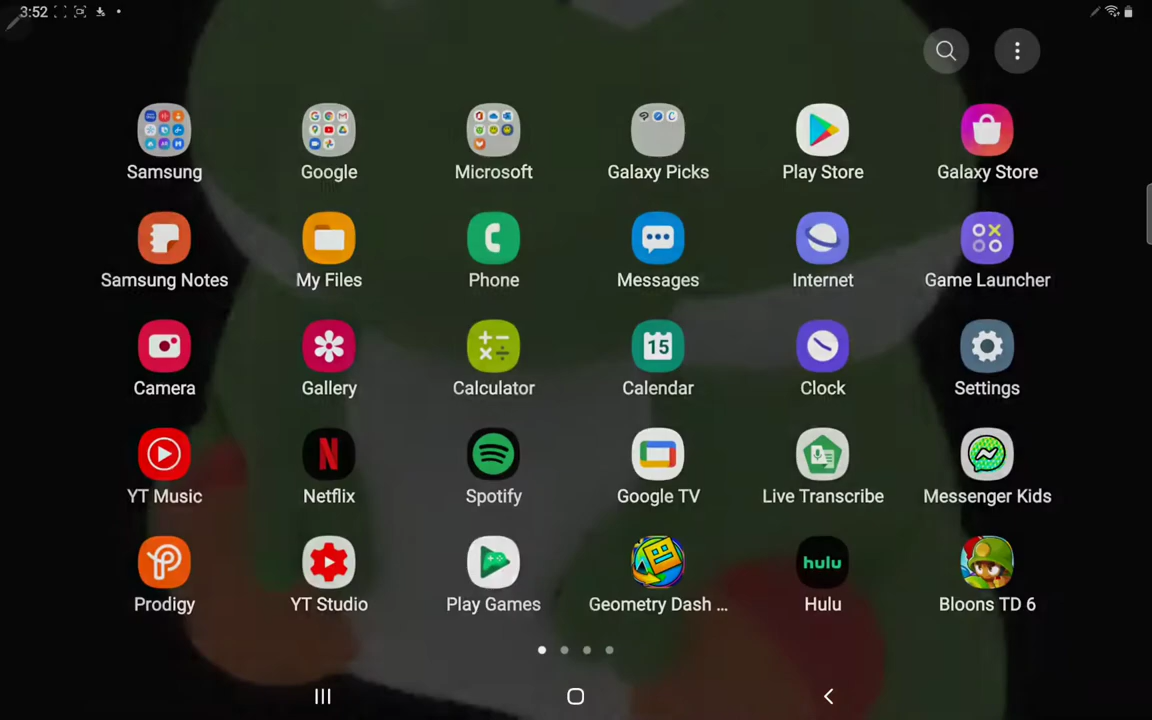 3:52
Samsung Google Microsoft Galaxy Picks Play Store Galaxy Store
Samsung Notes My Files Phone Messages Internet Game Launcher
15
Camera Gallery Calculator Calendar Clock Settings
N hulu
YT Music Netflix Spotify Google TV Live Transcribe Messenger Kids
Prodigy YT Studio Play Games Geometry Dash ... Hulu Bloons TD 6